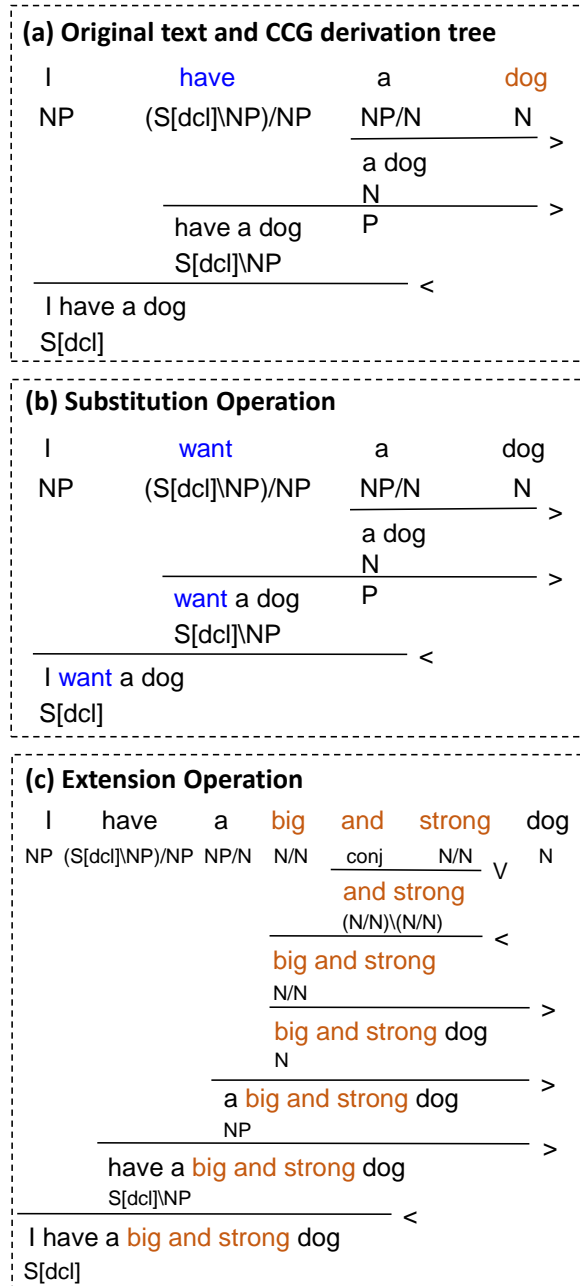 (a) Original text and CCG derivation tree
I have a dog
NP (S[dcl]\NP)/NP NP/N N
>
a dog
N
>
have a dog P
S[dcl]\NP
<
I have a dog
S[dcl]
(b) Substitution Operation
I want a dog
NP (S[dcl]\NP)/NP NP/N N
>
a dog
N
>
want a dog P
S[dcl]\NP
<
I want a dog
S[dcl]
(c) Extension Operation
I have a big and strong dog
NP (S[dcl]\NP)/NP NP/N N/N conj N/N N
V
and strong
(N/N)\(N/N)
<
big and strong
N/N
>
big and strong dog
N
>
a big and strong dog
NP
>
have a big and strong dog
S[dcl]\NP
<
I have a big and strong dog
S[dcl]